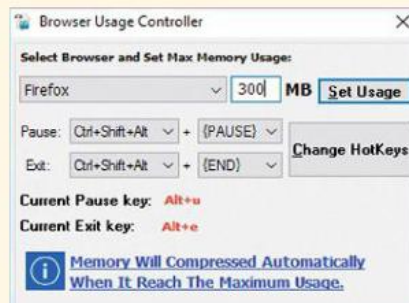 Browser Usage Controller
Select Browser and Set Max Memory Usage:
Firefox 300 MB Set Usage
Pause: Ctrl+Shift+Alt + {PAUSE}
Change HotKeys
Exit: Ctrl+Shift+Alt + {END}
Current Pause key: Alt+u
Current Exit key: Alt+e
Memory Will Compressed Automatically
When It Reach The Maximum Usage.